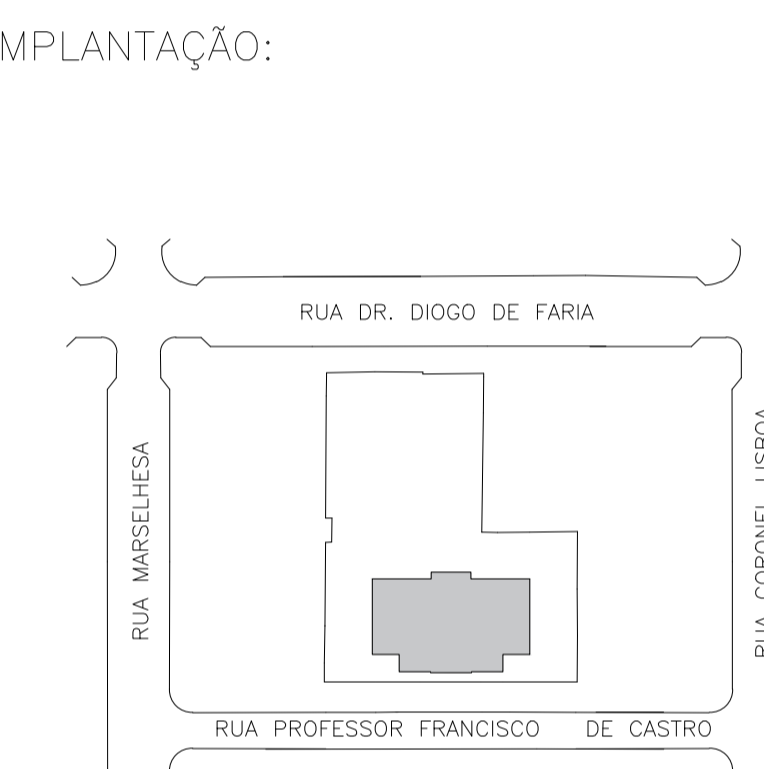 MPLANTAÇÃO:
RUA DR. DIOGO DE FARIA
RUA MARSELHESA
RUA CORONEL LISBOA
RUA PROFESSOR FRANCISCO DE CASTRO